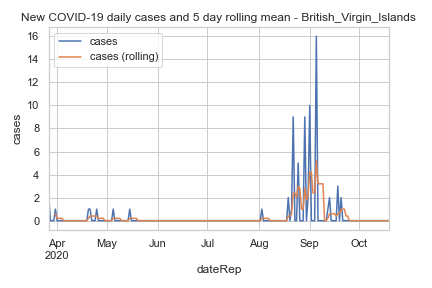 New COVID-19 daily cases and 5 day rolling mean - British_Virgin_Islands
cases
cases (rolling)
16
14
12
10
8
6
4
2
0
cases
Apr May Jun Jul Aug Sep Oct
2020
dateRep